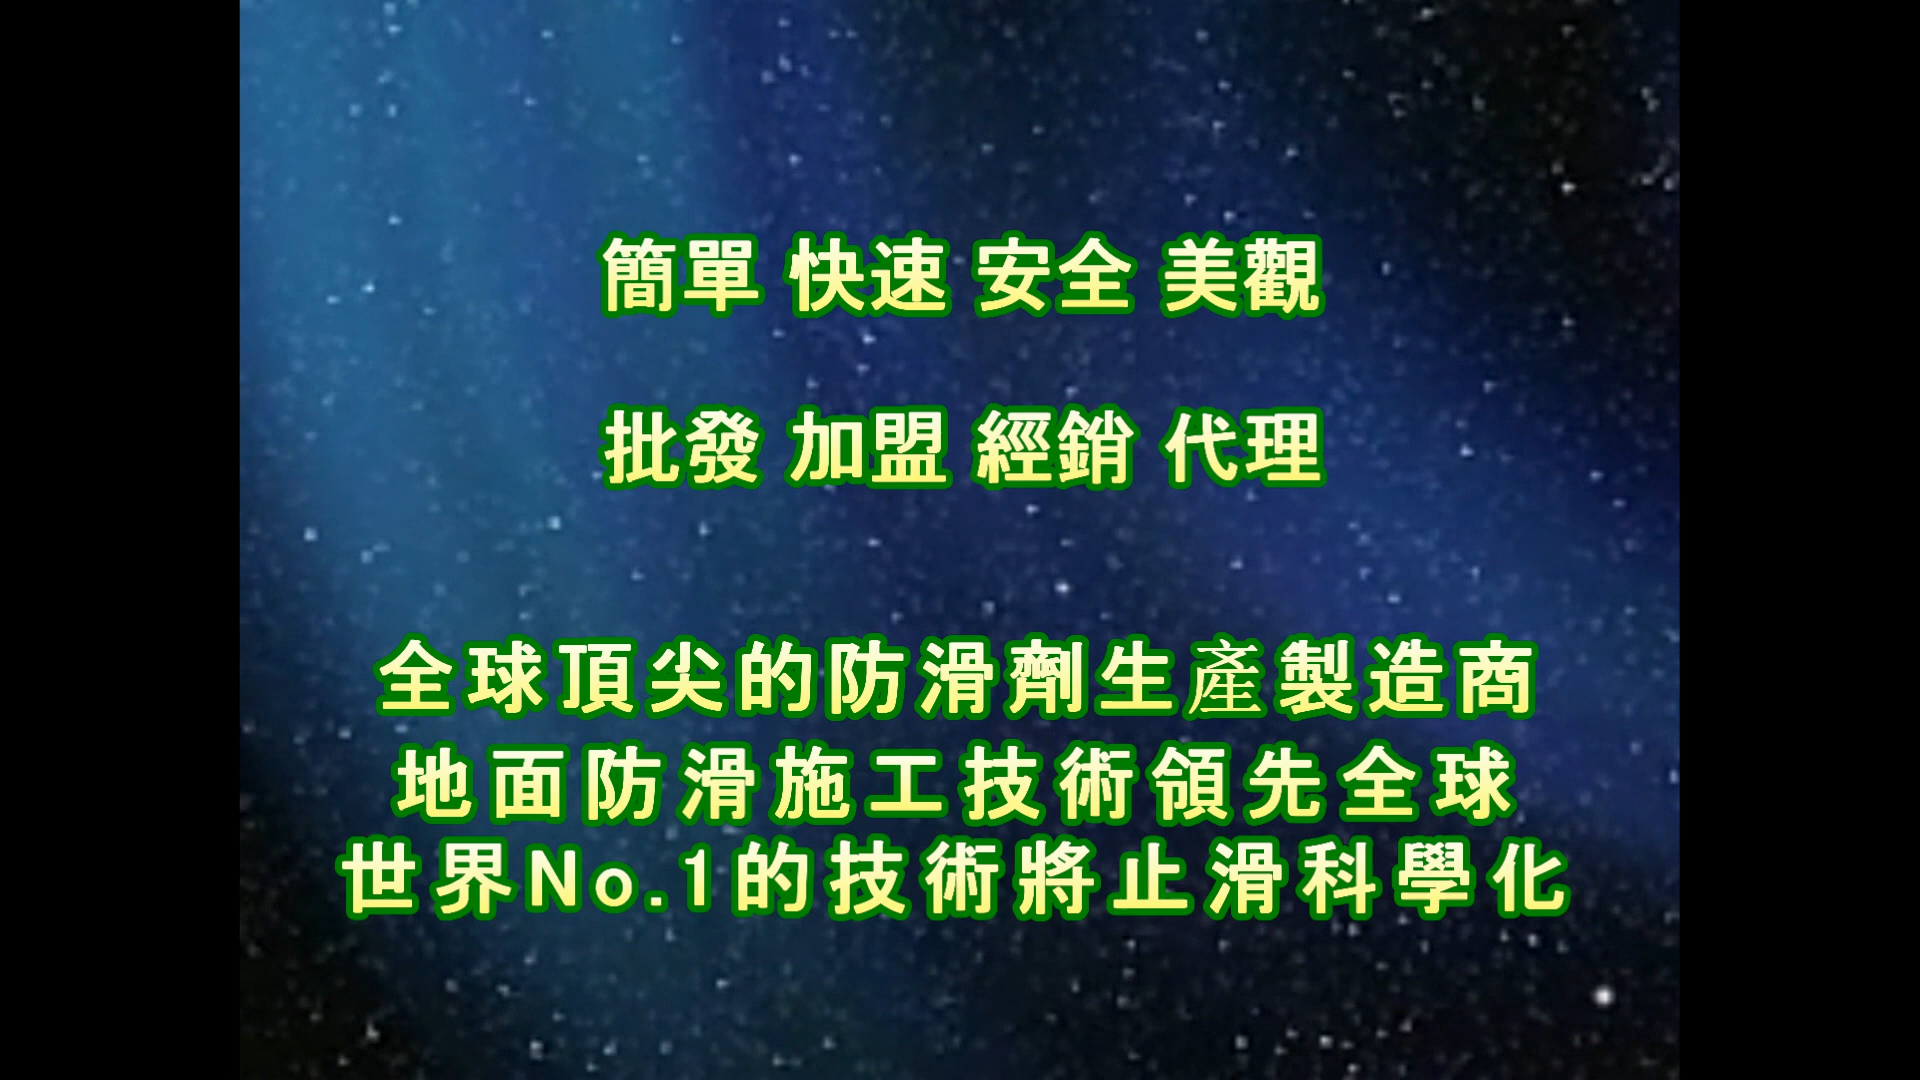 簡單 快速 安全 美觀
批發 加盟 經銷 代理
全球頂尖的防滑劑生産製造商
地面防滑施工技術領先全球
世界No.1的技術將止滑科學化